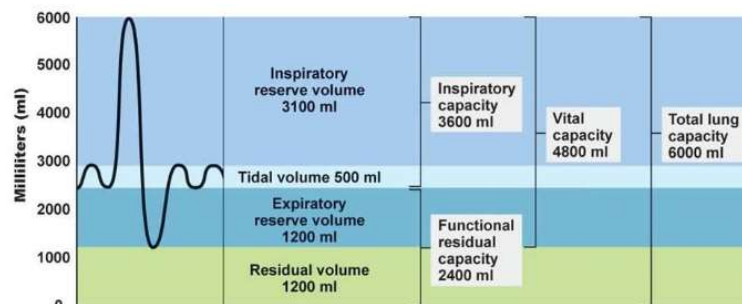 Milliliters (ml)
6000
5000
4000
3000
2000
1000
Inspiratory
reserve volume
3100 ml
Tidal volume 500 ml
Expiratory
reserve volume
1200 ml
Residual volume
1200 ml
Inspiratory
capacity
3600 ml
Functional
residual
capacity
2400 ml
Vital
capacity
4800 ml
Total lung
capacity
6000 ml